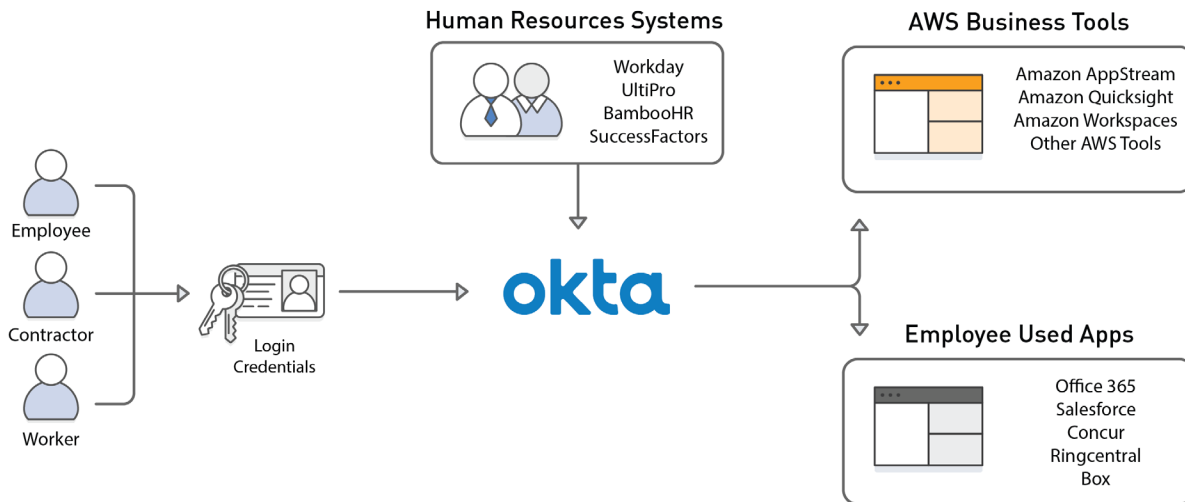 Human Resources Systems
Workday
UltiPro
BambooHR
SuccessFactors
AWS Business Tools
Amazon AppStream
Amazon Quicksight
Amazon Workspaces
Other AWS Tools
Employee
Contractor
Worker
Login
Credentials
okta
Employee Used Apps
Office 365
Salesforce
Concur
Ringcentral
Box